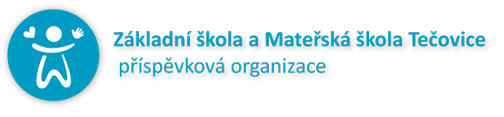 Základní škola a Mateřská škola Tečovice
příspěvková organizace